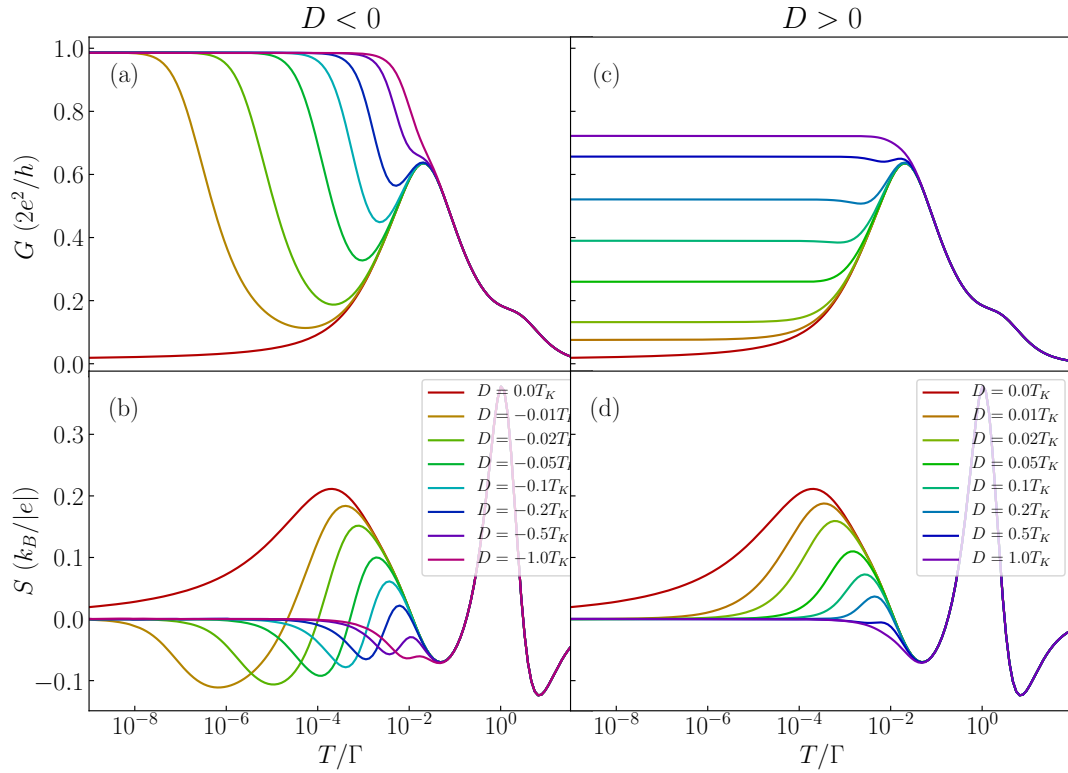 D < 0
D > 0
(a)
(c)
G (2e²/h)
1.0
0.8
0.6
0.4
0.2
0.0
(b)
(d)
S (k_B/|e|)
0.3
0.2
0.1
0.0
−0.1
D = 0.0T_K
D = −0.01T_K
D = −0.02T_K
D = −0.05T_K
D = −0.1T_K
D = −0.2T_K
D = −0.5T_K
D = −1.0T_K
D = 0.0T_K
D = 0.01T_K
D = 0.02T_K
D = 0.05T_K
D = 0.1T_K
D = 0.2T_K
D = 0.5T_K
D = 1.0T_K
10⁻⁸ 10⁻⁶ 10⁻⁴ 10⁻² 10⁰
10⁻⁸ 10⁻⁶ 10⁻⁴ 10⁻² 10⁰
T/Γ
T/Γ